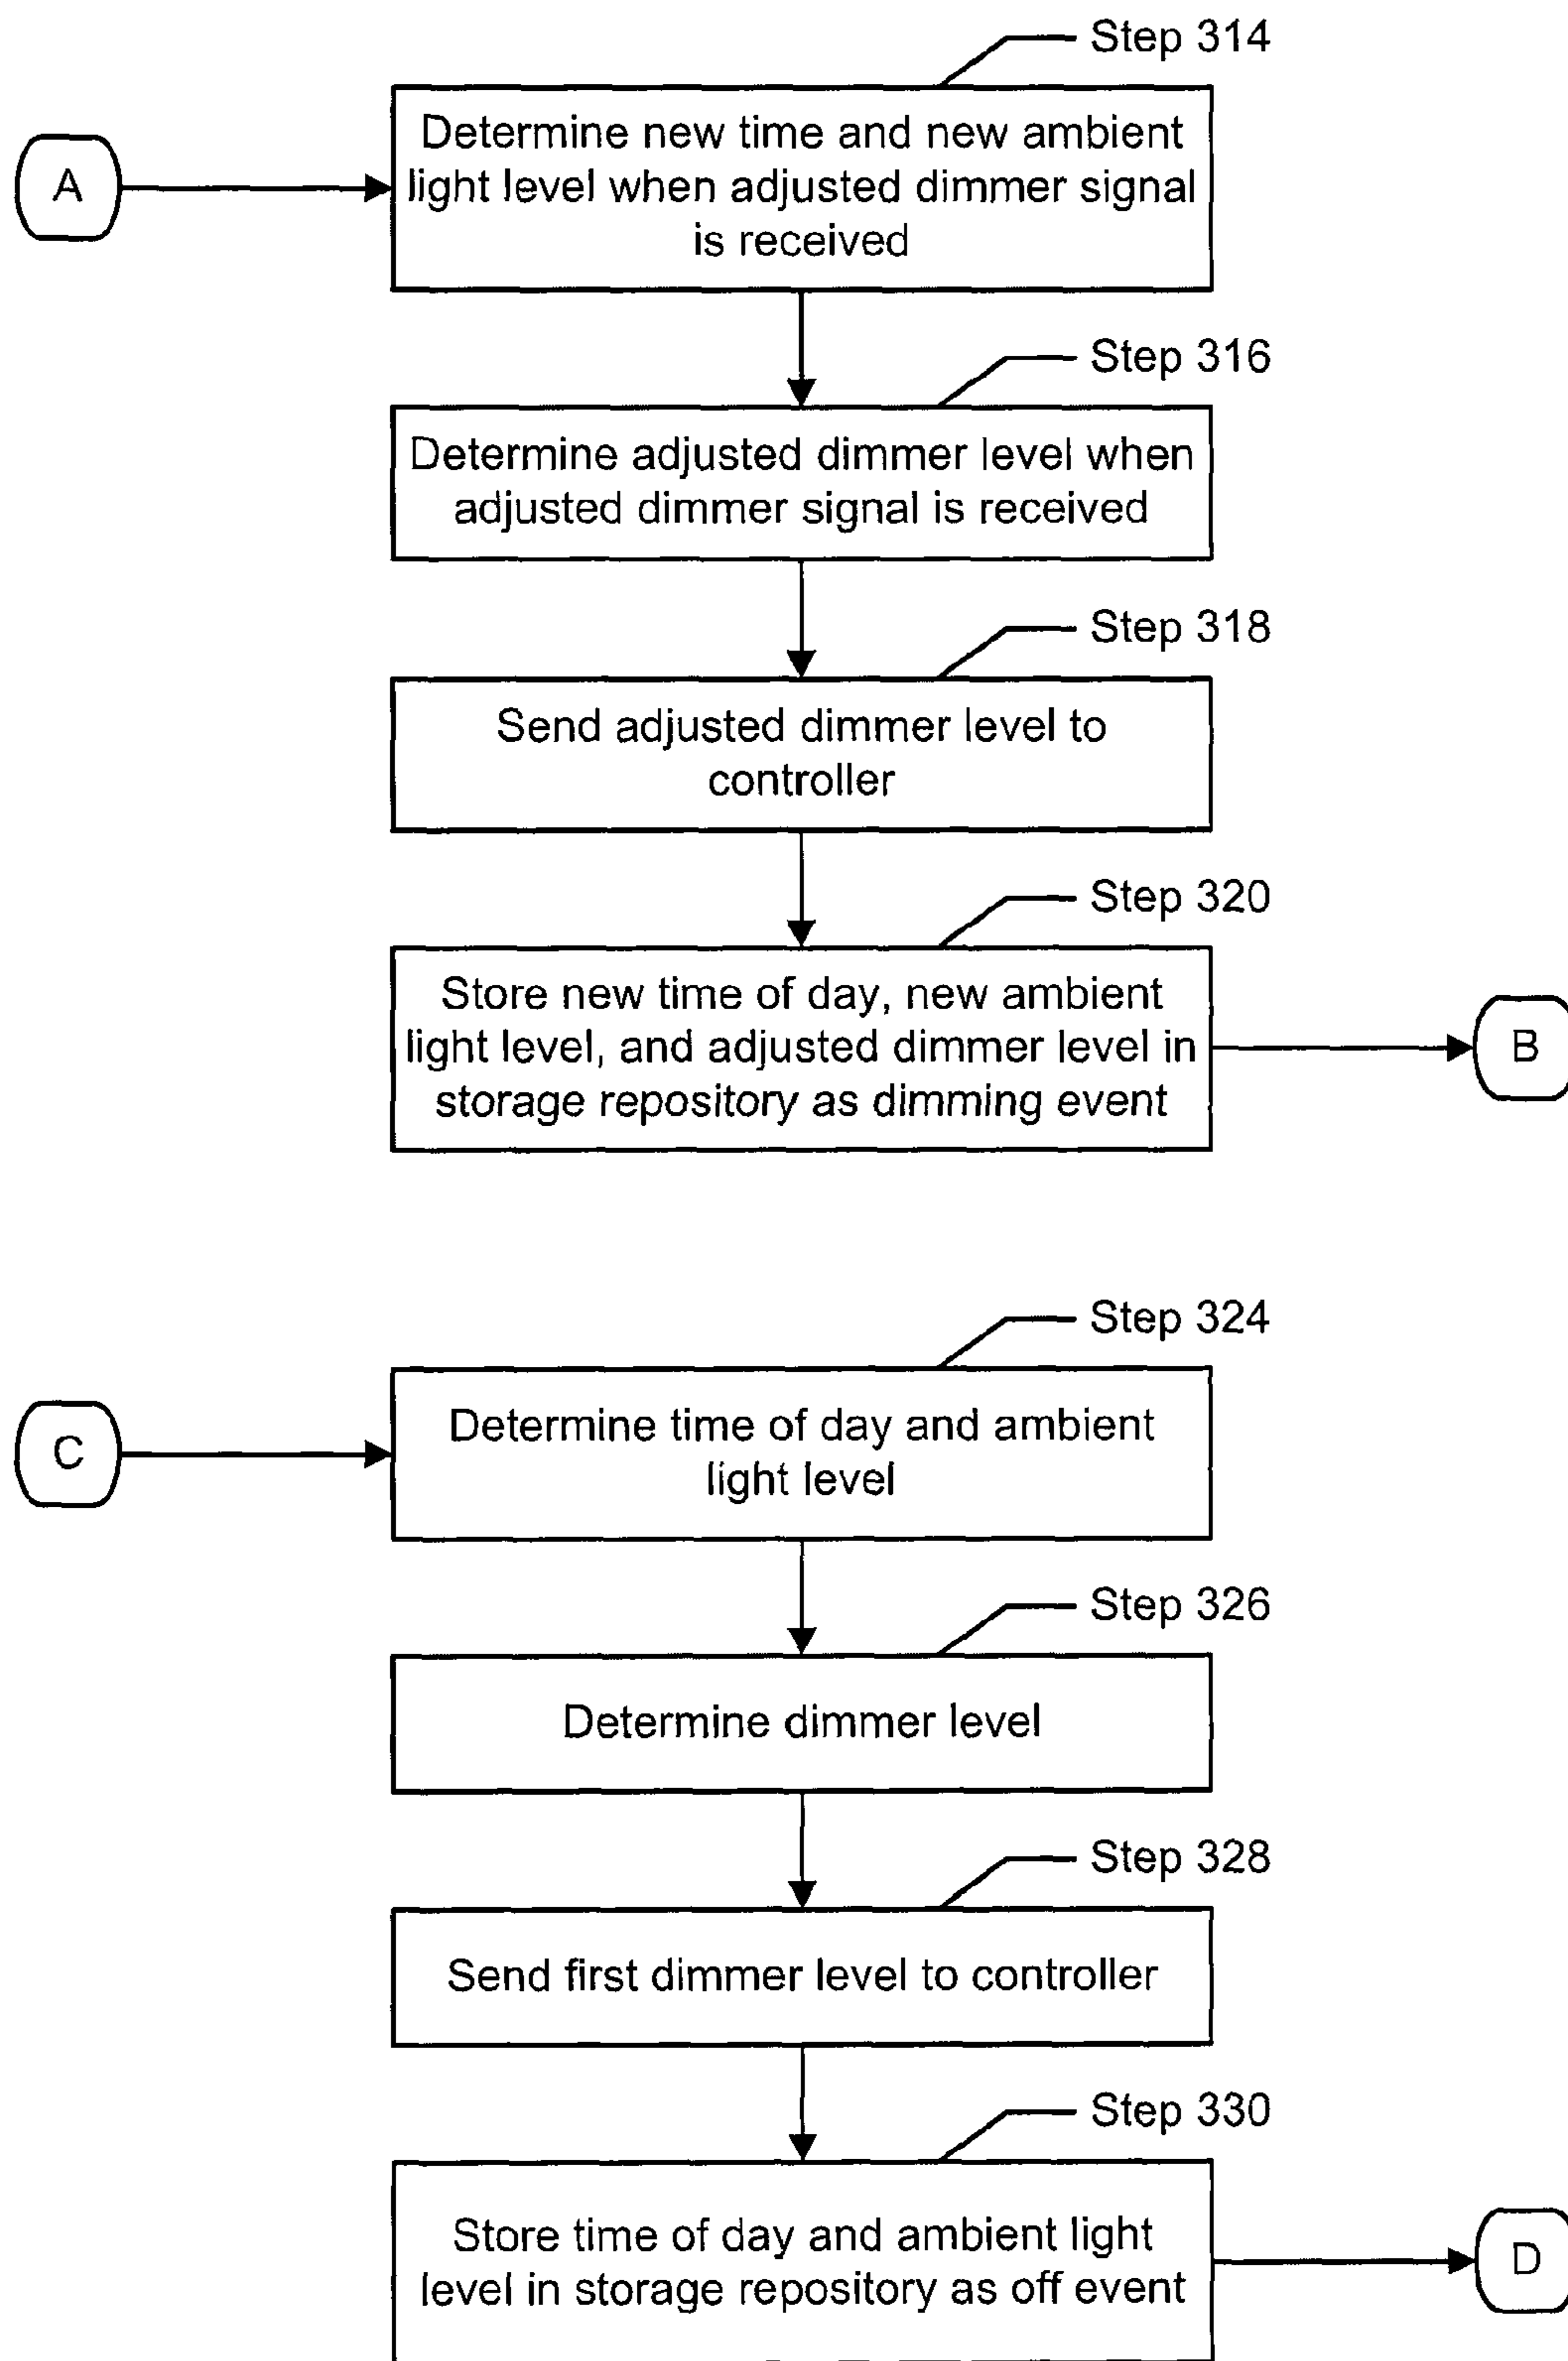 Step 314
A
Determine new time and new ambient
light level when adjusted dimmer signal
is received
Step 316
Determine adjusted dimmer level when
adjusted dimmer signal is received
Step 318
Send adjusted dimmer level to
controller
Step 320
Store new time of day, new ambient
light level, and adjusted dimmer level in
storage repository as dimming event
B
Step 324
C
Determine time of day and ambient
light level
Step 326
Determine dimmer level
Step 328
Send first dimmer level to controller
Step 330
Store time of day and ambient light
level in storage repository as off event
D